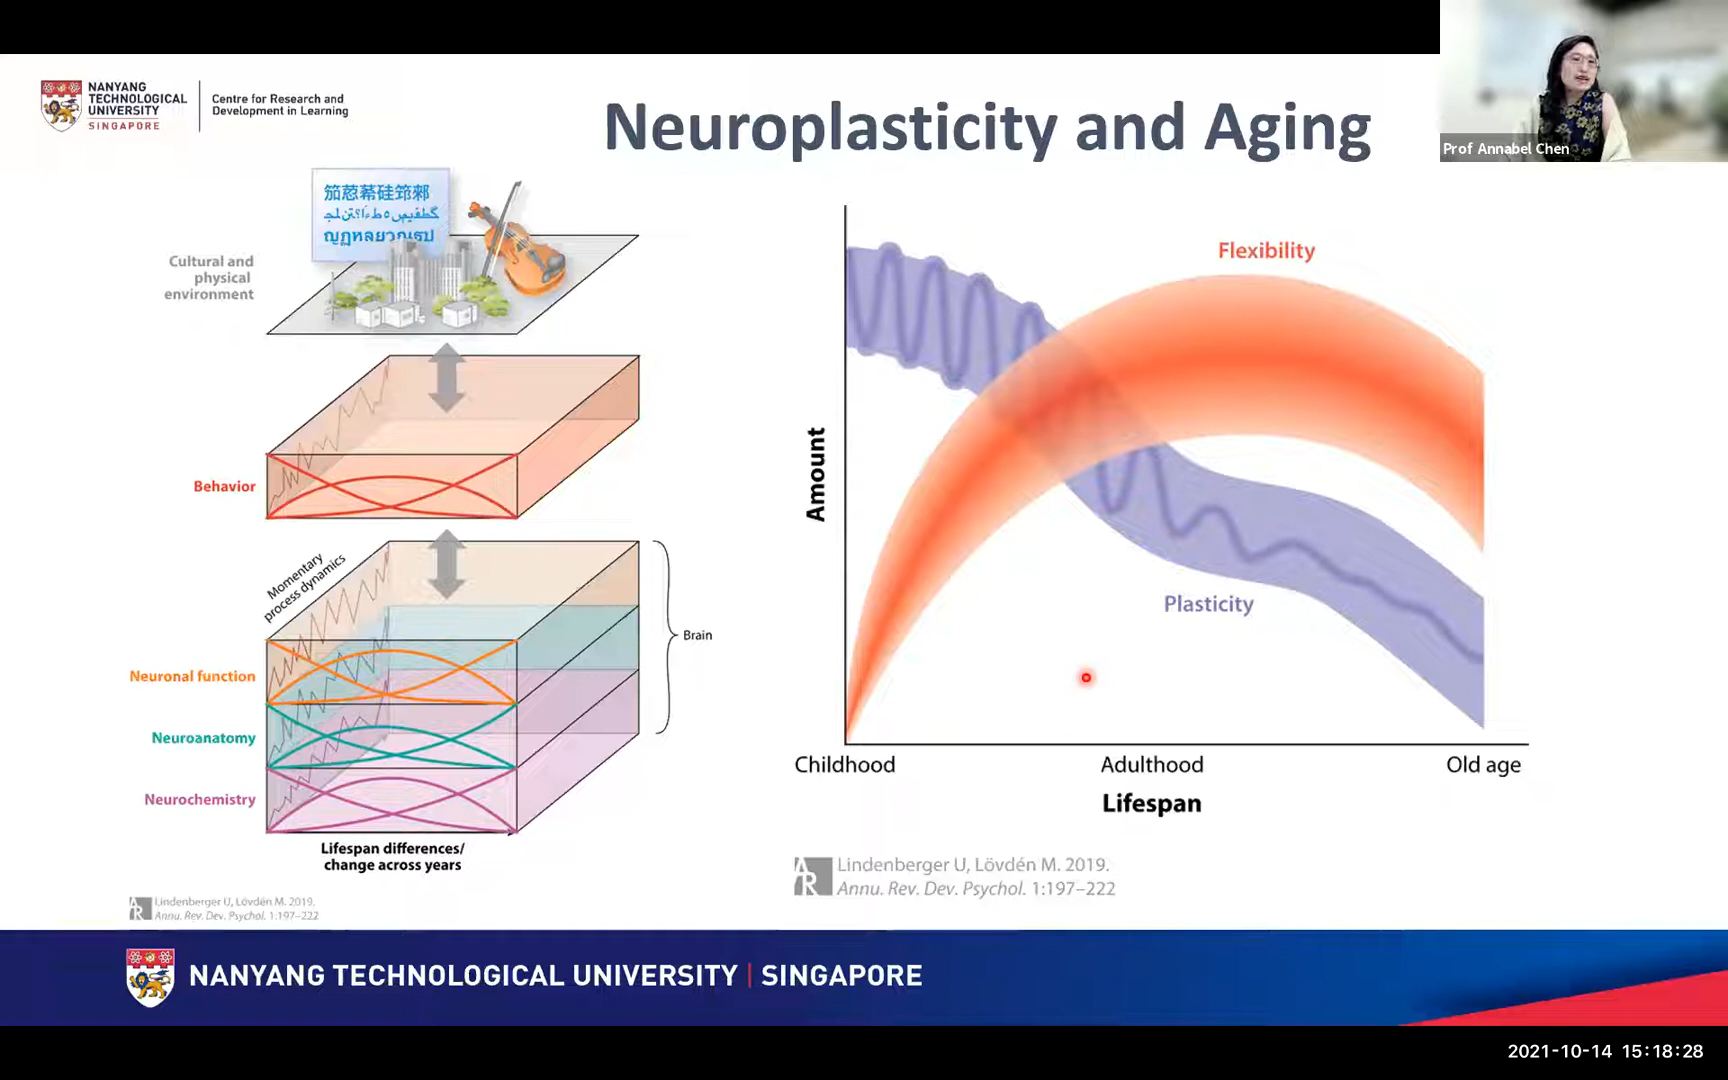 NANYANG
TECHNOLOGICAL
UNIVERSITY
SINGAPORE
Centre for Research and
Development in Learning
Neuroplasticity and Aging
Prof Annabel Chen
Cultural and
physical
environment
Behavior
Momentary
process dynamics
Brain
Neuronal function
Neuroanatomy
Neurochemistry
Lifespan differences/
change across years
AR
Lindenberger U, Lövdén M. 2019.
Annu. Rev. Dev. Psychol. 1:197–222
Flexibility
Amount
Plasticity
Childhood
Adulthood
Old age
Lifespan
AR
Lindenberger U, Lövdén M. 2019.
Annu. Rev. Dev. Psychol. 1:197–222
NANYANG TECHNOLOGICAL UNIVERSITY | SINGAPORE
2021-10-14 15:18:28